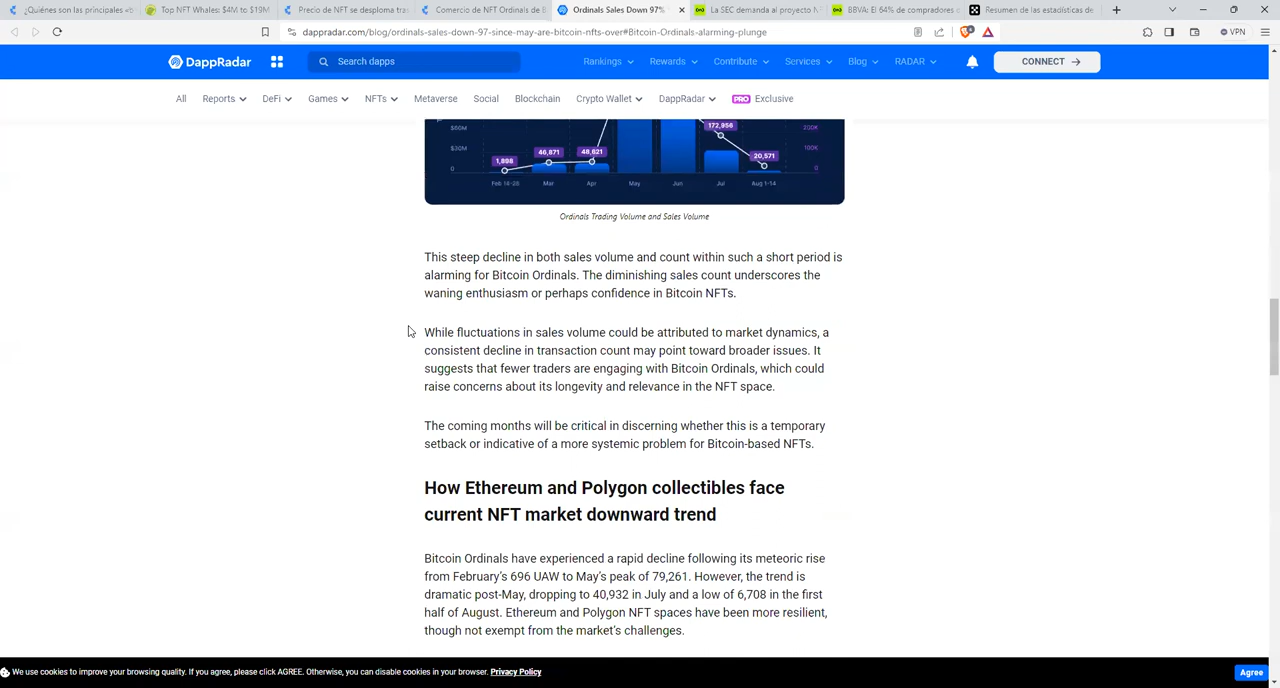 ¿Quiénes son las principales «b
Top NFT Whales: $4M to $19M
Precio de NFT se desploma tras
Comercio de NFT Ordinals de B
Ordinals Sales Down 97%
La SEC demanda al proyecto N
BBVA: El 64% de compradores d
Resumen de las estadísticas de
dappradar.com/blog/ordinals-sales-down-97-since-may-are-bitcoin-nfts-over#Bitcoin-Ordinals-alarming-plunge
VPN
DappRadar
Search dapps
Rankings
Rewards
Contribute
Services
Blog
RADAR
CONNECT →
All
Reports
DeFi
Games
NFTs
Metaverse
Social
Blockchain
Crypto Wallet
DappRadar
PRO Exclusive
$60M
$30M
0
1,898
46,871
48,621
172,956
20,571
200K
100K
0
Feb 14-28
Mar
Apr
May
Jun
Jul
Aug 1-14
Ordinals Trading Volume and Sales Volume
This steep decline in both sales volume and count within such a short period is
alarming for Bitcoin Ordinals. The diminishing sales count underscores the
waning enthusiasm or perhaps confidence in Bitcoin NFTs.
While fluctuations in sales volume could be attributed to market dynamics, a
consistent decline in transaction count may point toward broader issues. It
suggests that fewer traders are engaging with Bitcoin Ordinals, which could
raise concerns about its longevity and relevance in the NFT space.
The coming months will be critical in discerning whether this is a temporary
setback or indicative of a more systemic problem for Bitcoin-based NFTs.
How Ethereum and Polygon collectibles face
current NFT market downward trend
Bitcoin Ordinals have experienced a rapid decline following its meteoric rise
from February's 696 UAW to May's peak of 79,261. However, the trend is
dramatic post-May, dropping to 40,932 in July and a low of 6,708 in the first
half of August. Ethereum and Polygon NFT spaces have been more resilient,
though not exempt from the market's challenges.
We use cookies to improve your browsing quality. If you agree, please click AGREE. Otherwise, you can disable cookies in your browser. Privacy Policy
Agree